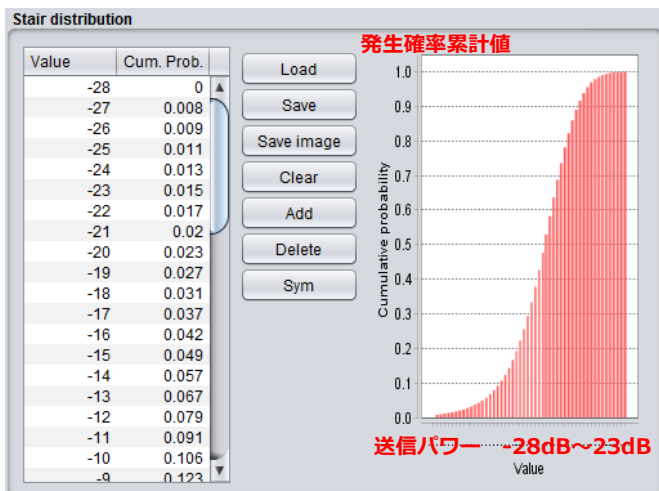 Stair distribution
Value Cum. Prob.
-28 0
-27 0.008
-26 0.009
-25 0.011
-24 0.013
-23 0.015
-22 0.017
-21 0.02
-20 0.023
-19 0.027
-18 0.031
-17 0.037
-16 0.042
-15 0.049
-14 0.057
-13 0.067
-12 0.079
-11 0.091
-10 0.106
-9 0.123
Load
Save
Save image
Clear
Add
Delete
Sym
発生確率累計値
Cumulative probability
1.0
0.9
0.8
0.7
0.6
0.5
0.4
0.3
0.2
0.1
0.0
送信パワー -28dB～23dB
Value